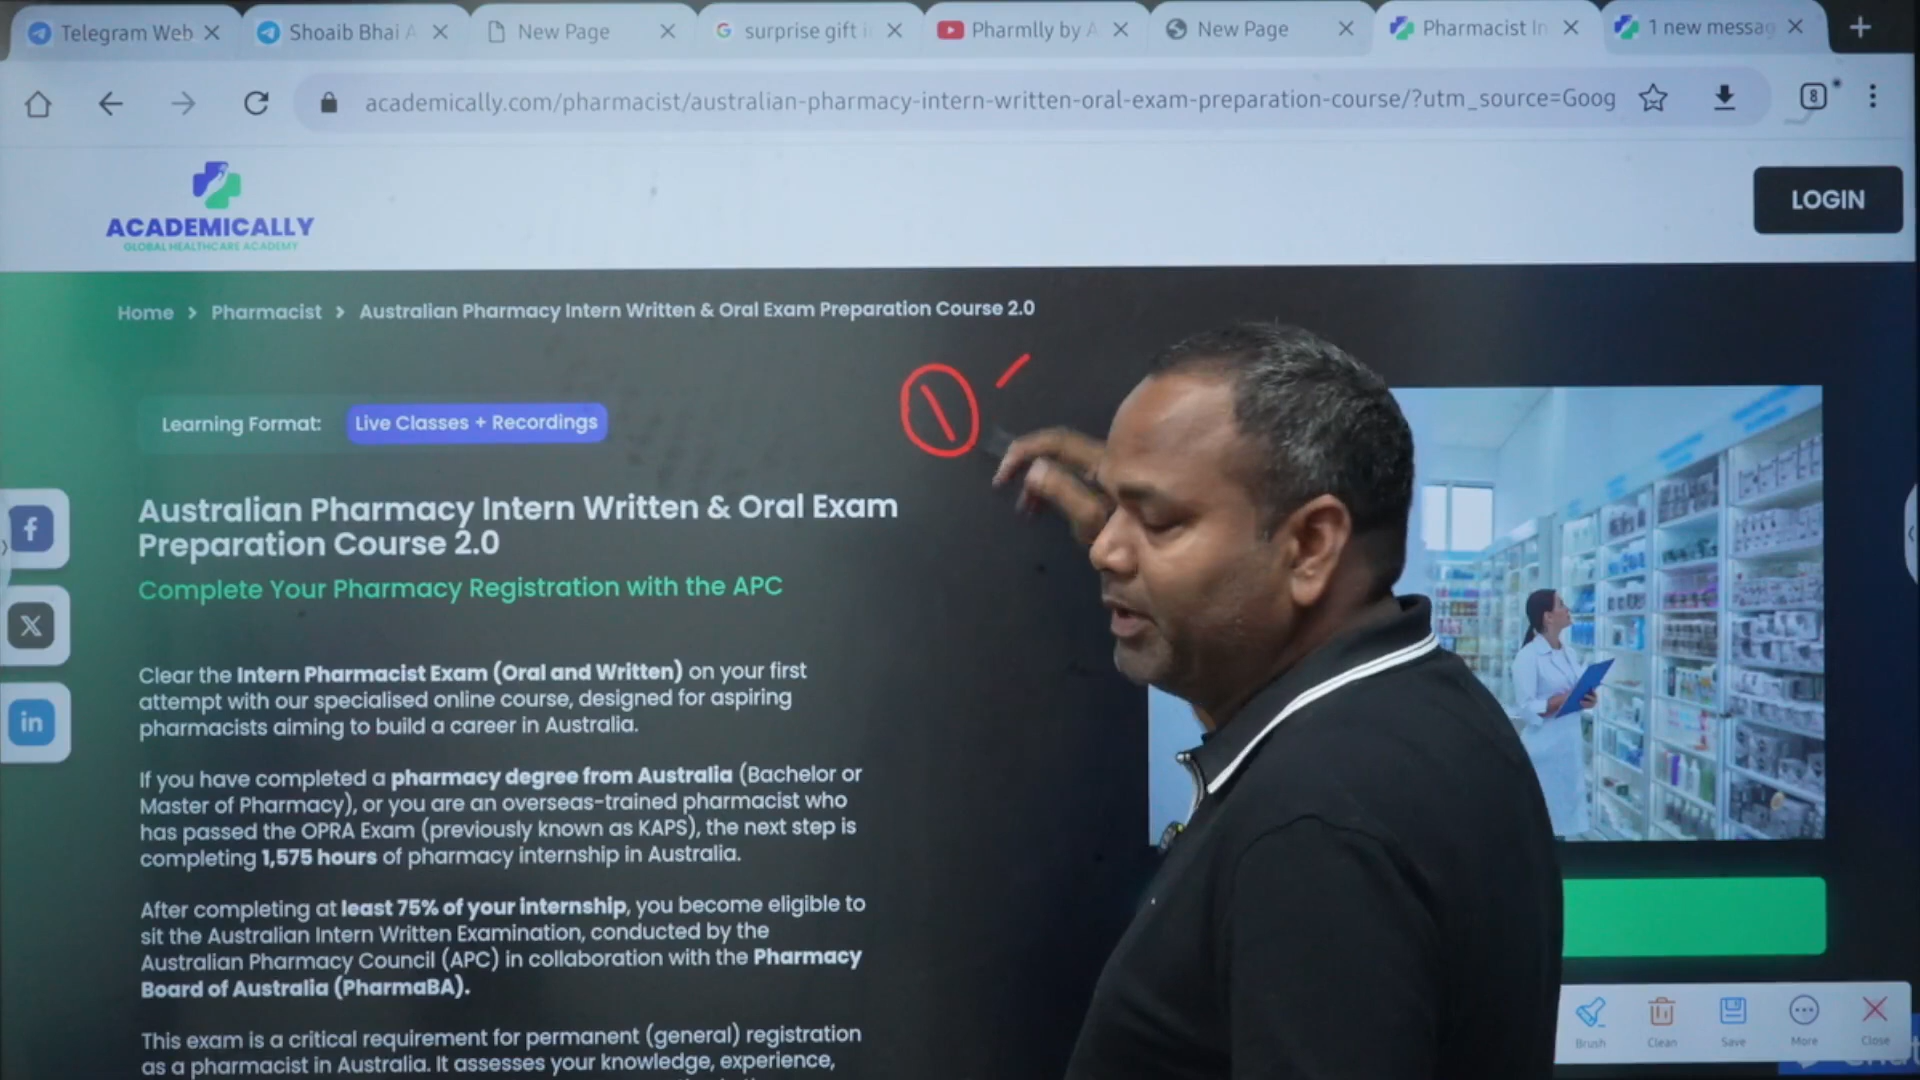 Telegram Web
Shoaib Bhai A
New Page
surprise gift i
Pharmlly by A
New Page
Pharmacist In
1 new messag
academically.com/pharmacist/australian-pharmacy-intern-written-oral-exam-preparation-course/?utm_source=Goog
8
ACADEMICALLY
GLOBAL HEALTHCARE ACADEMY
LOGIN
Home > Pharmacist > Australian Pharmacy Intern Written & Oral Exam Preparation Course 2.0
Learning Format: Live Classes + Recordings
Australian Pharmacy Intern Written & Oral Exam
Preparation Course 2.0
Complete Your Pharmacy Registration with the APC
Clear the Intern Pharmacist Exam (Oral and Written) on your first
attempt with our specialised online course, designed for aspiring
pharmacists aiming to build a career in Australia.
If you have completed a pharmacy degree from Australia (Bachelor or
Master of Pharmacy), or you are an overseas-trained pharmacist who
has passed the OPRA Exam (previously known as KAPS), the next step is
completing 1,575 hours of pharmacy internship in Australia.
After completing at least 75% of your internship, you become eligible to
sit the Australian Intern Written Examination, conducted by the
Australian Pharmacy Council (APC) in collaboration with the Pharmacy
Board of Australia (PharmaBA).
This exam is a critical requirement for permanent (general) registration
as a pharmacist in Australia. It assesses your knowledge, experience,
Brush
Clean
Save
More
Close